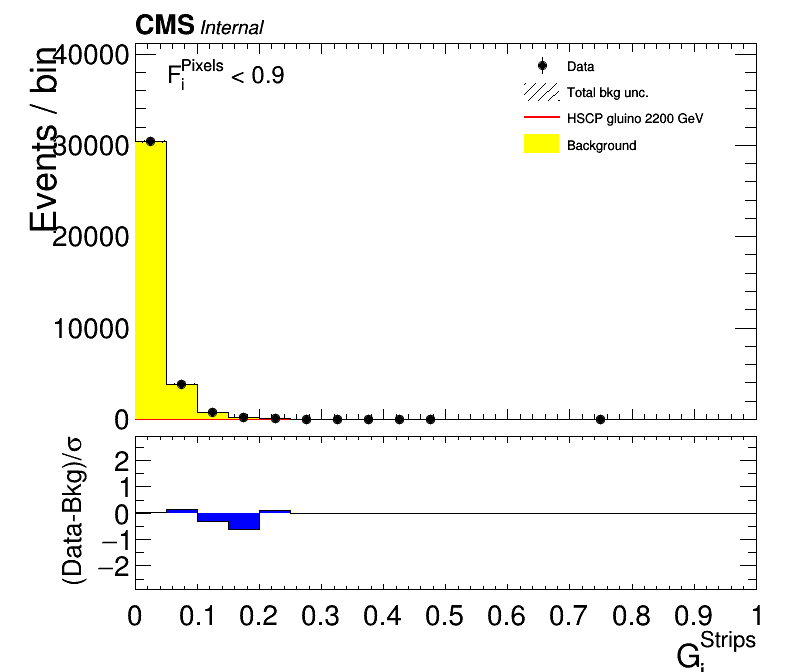 CMS Internal
F_i^Pixels < 0.9
Data
Total bkg unc.
HSCP gluino 2200 GeV
Background
Events / bin
40000
30000
20000
10000
0
(Data-Bkg)/σ
2
1
0
−1
−2
0 0.1 0.2 0.3 0.4 0.5 0.6 0.7 0.8 0.9 1
G_i^Strips